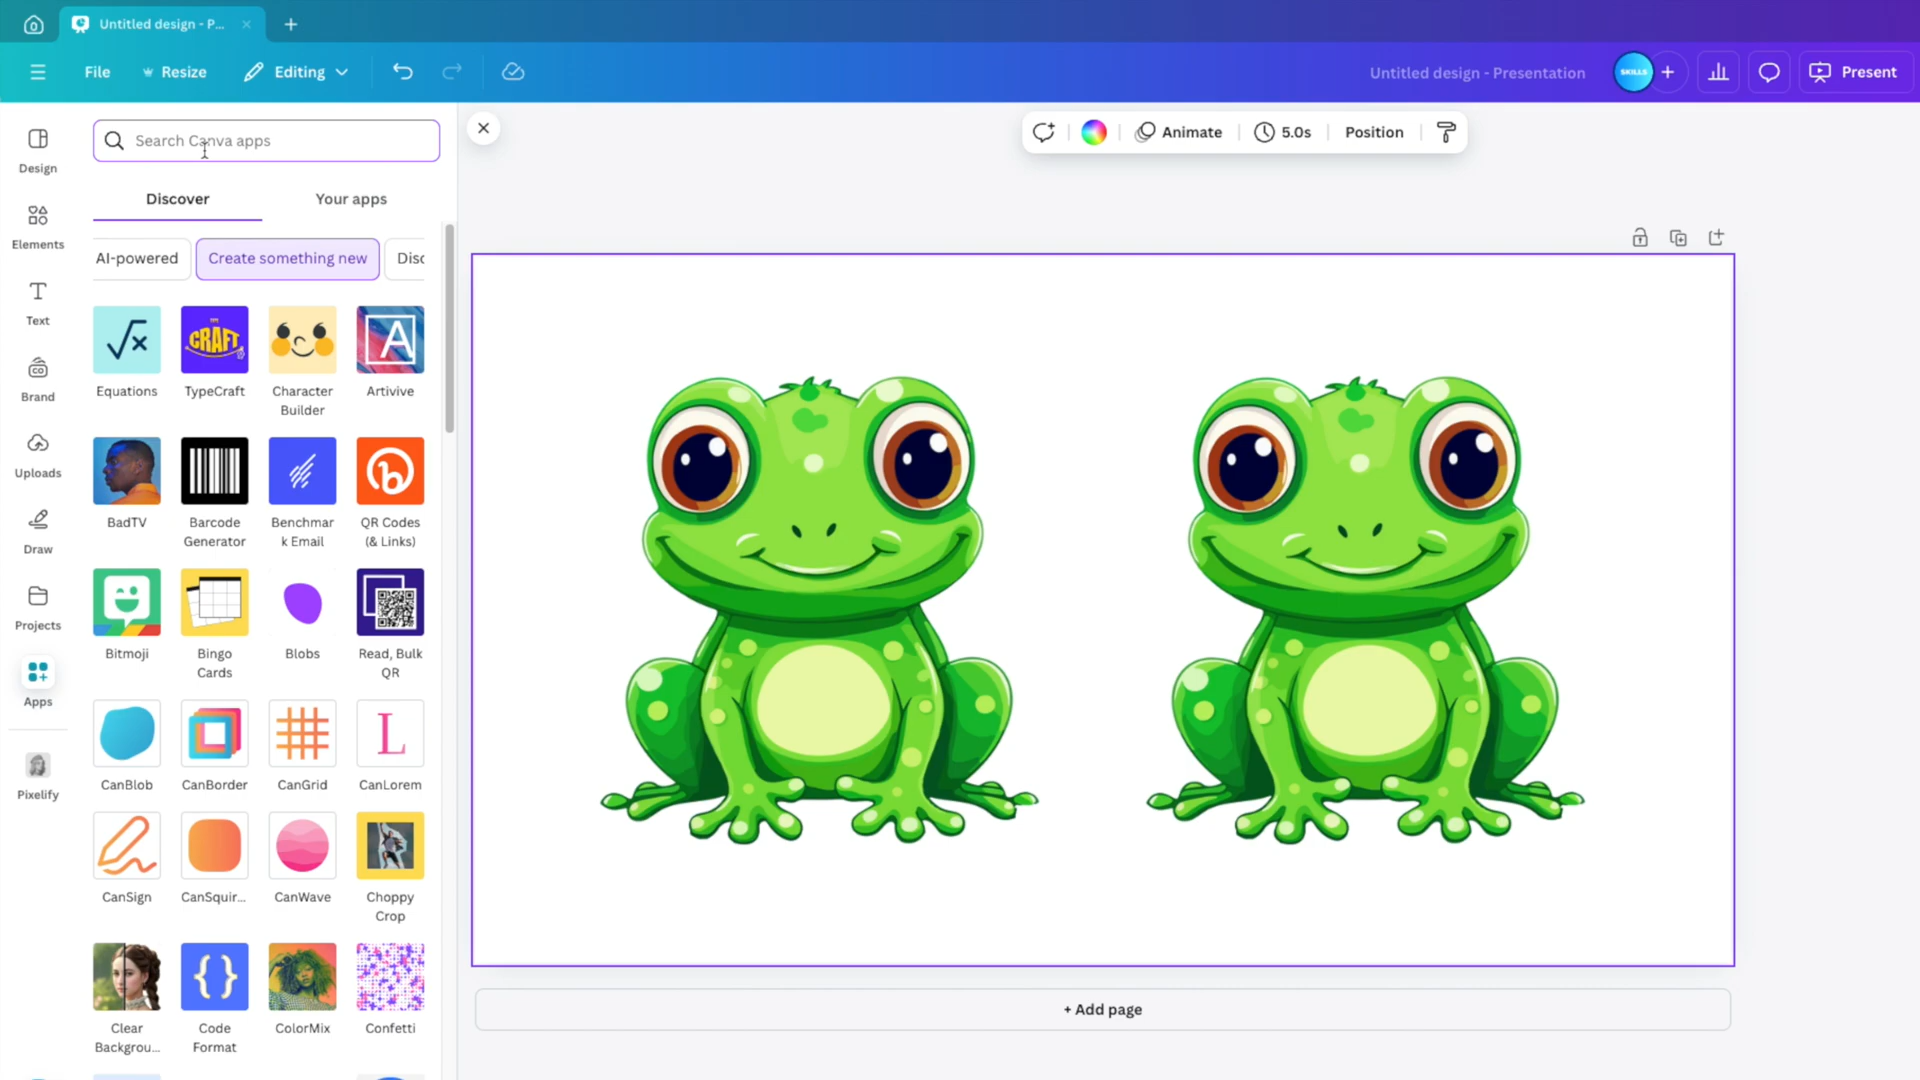 Untitled design - P...
File
Resize
Editing
Untitled design - Presentation
SKILLS
Present
Design
Elements
Text
Brand
Uploads
Draw
Projects
Apps
Pixelify
Search Canva apps
Discover
Your apps
AI-powered
Create something new
Disc
Equations
TypeCraft
Character
Builder
Artivive
BadTV
Barcode
Generator
Benchmar
k Email
QR Codes
(& Links)
Bitmoji
Bingo
Cards
Blobs
Read, Bulk
QR
CanBlob
CanBorder
CanGrid
CanLorem
CanSign
CanSquir...
CanWave
Choppy
Crop
Clear
Backgrou...
Code
Format
ColorMix
Confetti
√x
CRAFT
A
L
{}
Animate
5.0s
Position
+ Add page